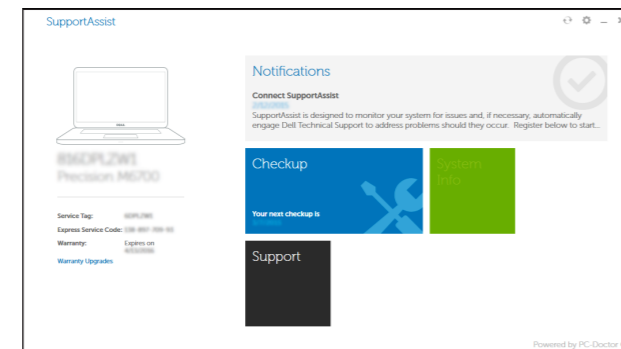 SupportAssist
Notifications
Connect SupportAssist
SupportAssist is designed to monitor your system for issues and, if necessary, automatically
engage Dell Technical Support to address problems should they occur. Register below to start...
Precision M6700
Checkup
System
Info
Your next checkup is
Service Tag:
Express Service Code:
Warranty: Expires on
Warranty Upgrades
Support
Powered by PC-Doctor